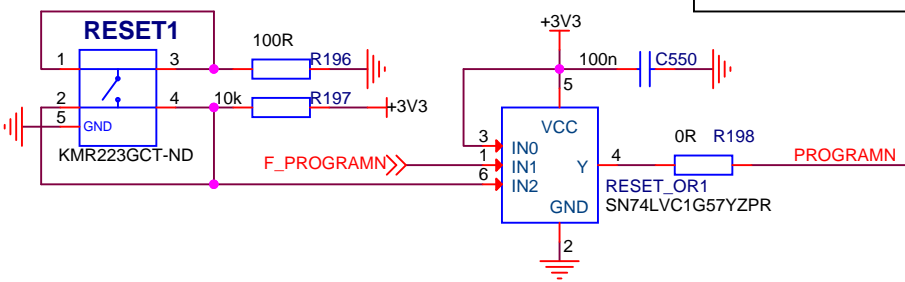 RESET1
1
3
2
4
5
GND
KMR223GCT-ND
100R
R196
10k
R197
+3V3
F_PROGRAMN
+3V3
100n
C550
5
VCC
3
IN0
1
IN1
6
IN2
Y
4
GND
2
0R
R198
PROGRAMN
RESET_OR1
SN74LVC1G57YZPR